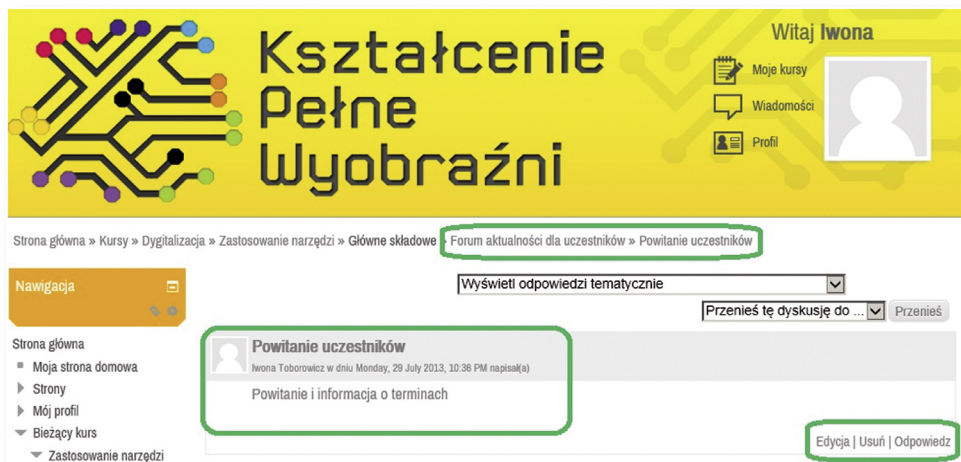 Kształcenie
Pełne
Wyobraźni
Witaj Iwona
Moje kursy
Wiadomości
Profil
Strona główna » Kursy » Dygitalizacja » Zastosowanie narzędzi » Główne składowe » Forum aktualności dla uczestników » Powitanie uczestników
Nawigacja
Wyświetl odpowiedzi tematycznie
Przenieś tę dyskusję do ... Przenieś
Strona główna
Moja strona domowa
Strony
Mój profil
Bieżący kurs
Zastosowanie narzędzi
Powitanie uczestników
Iwona Toborowicz w dniu Monday, 29 July 2013, 10:36 PM napisał(a)
Powitanie i informacja o terminach
Edycja | Usuń | Odpowiedz